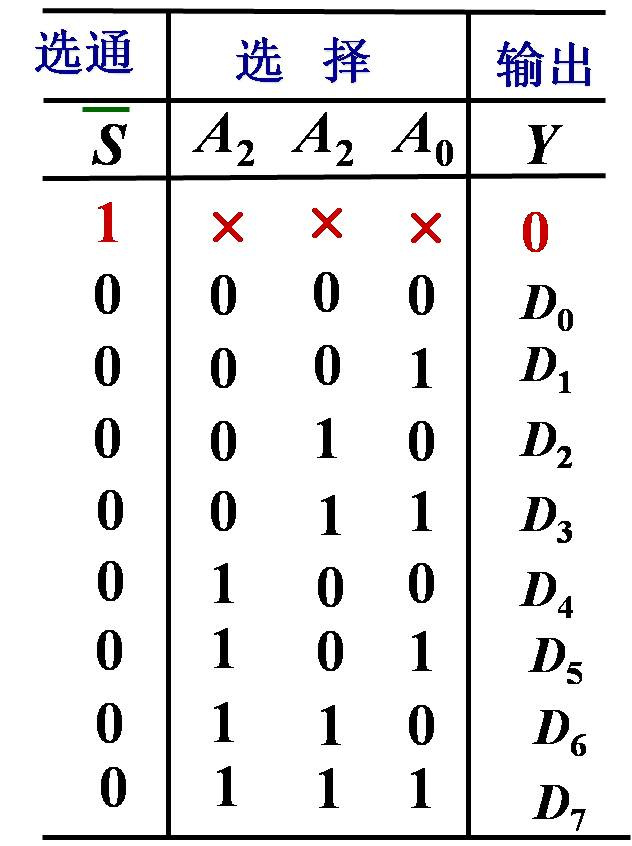 选通 选 择 输出
S̅ A₂ A₂ A₀ Y
1 × × × 0
0 0 0 0 D₀
0 0 0 1 D₁
0 0 1 0 D₂
0 0 1 1 D₃
0 1 0 0 D₄
0 1 0 1 D₅
0 1 1 0 D₆
0 1 1 1 D₇